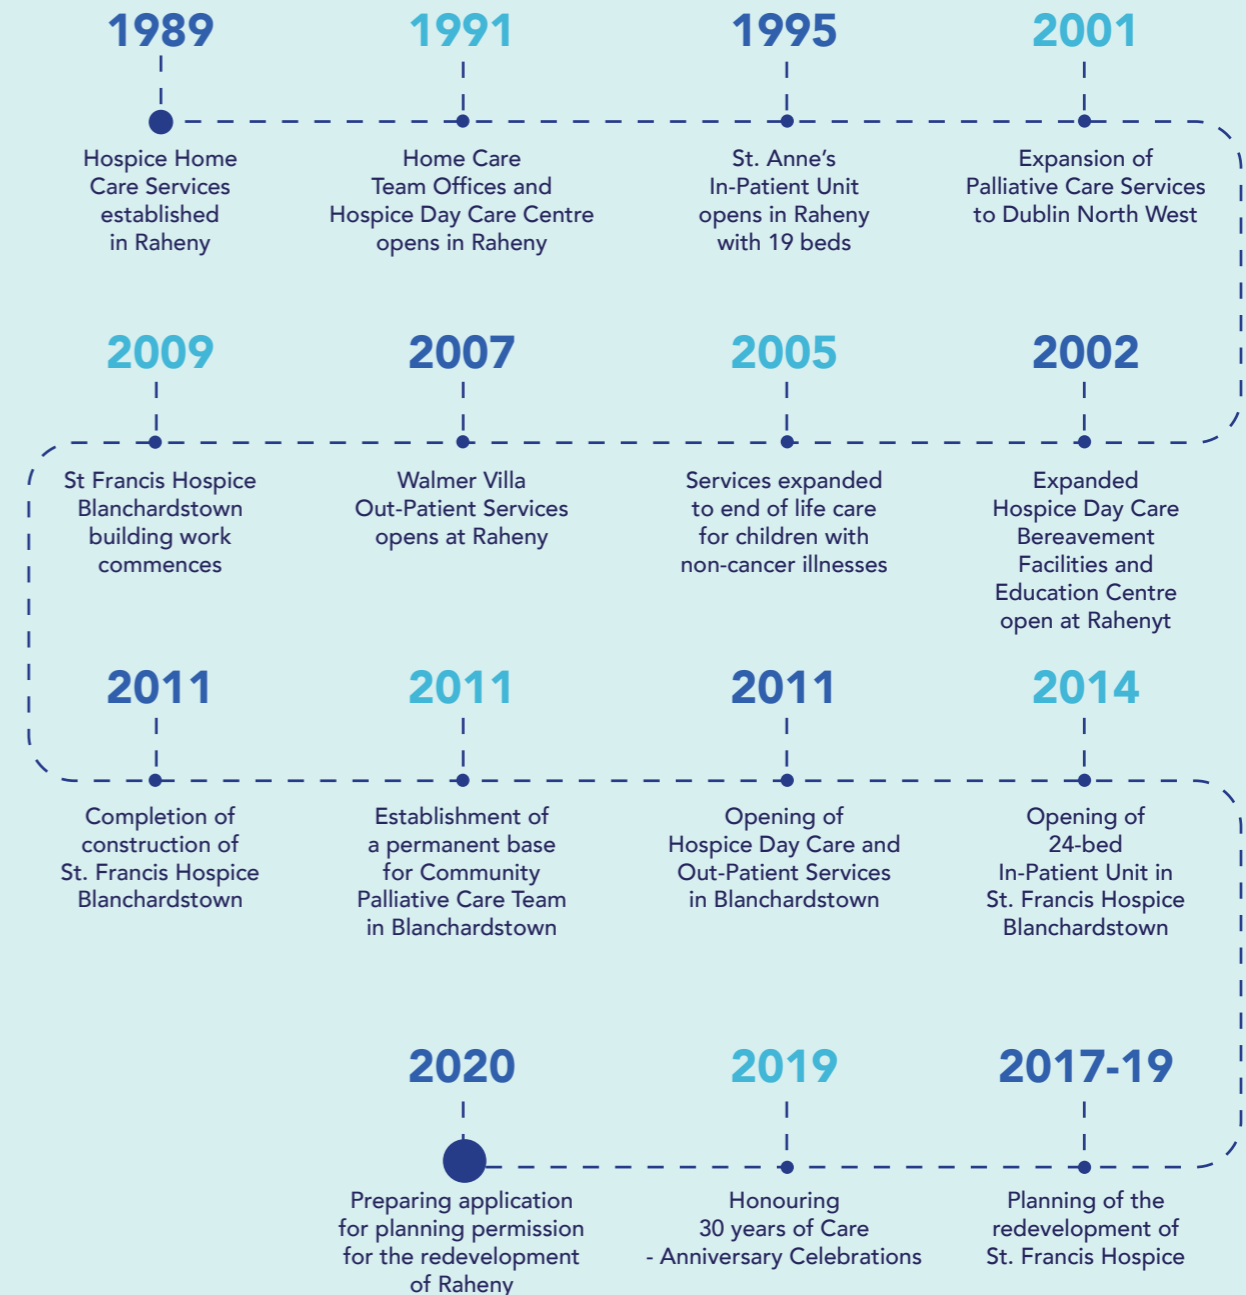 1989
Hospice Home
Care Services
established
in Raheny
1991
Home Care
Team Offices and
Hospice Day Care Centre
opens in Raheny
1995
St. Anne’s
In-Patient Unit
opens in Raheny
with 19 beds
2001
Expansion of
Palliative Care Services
to Dublin North West
2002
Expanded
Hospice Day Care
Bereavement
Facilities and
Education Centre
open at Rahenyt
2005
Services expanded
to end of life care
for children with
non-cancer illnesses
2007
Walmer Villa
Out-Patient Services
opens at Raheny
2009
St Francis Hospice
Blanchardstown
building work
commences
2011
Completion of
construction of
St. Francis Hospice
Blanchardstown
2011
Establishment of
a permanent base
for Community
Palliative Care Team
in Blanchardstown
2011
Opening of
Hospice Day Care and
Out-Patient Services
in Blanchardstown
2014
Opening of
24-bed
In-Patient Unit in
St. Francis Hospice
Blanchardstown
2017-19
Planning of the
redevelopment of
St. Francis Hospice
2019
Honouring
30 years of Care
- Anniversary Celebrations
2020
Preparing application
for planning permission
for the redevelopment
of Raheny